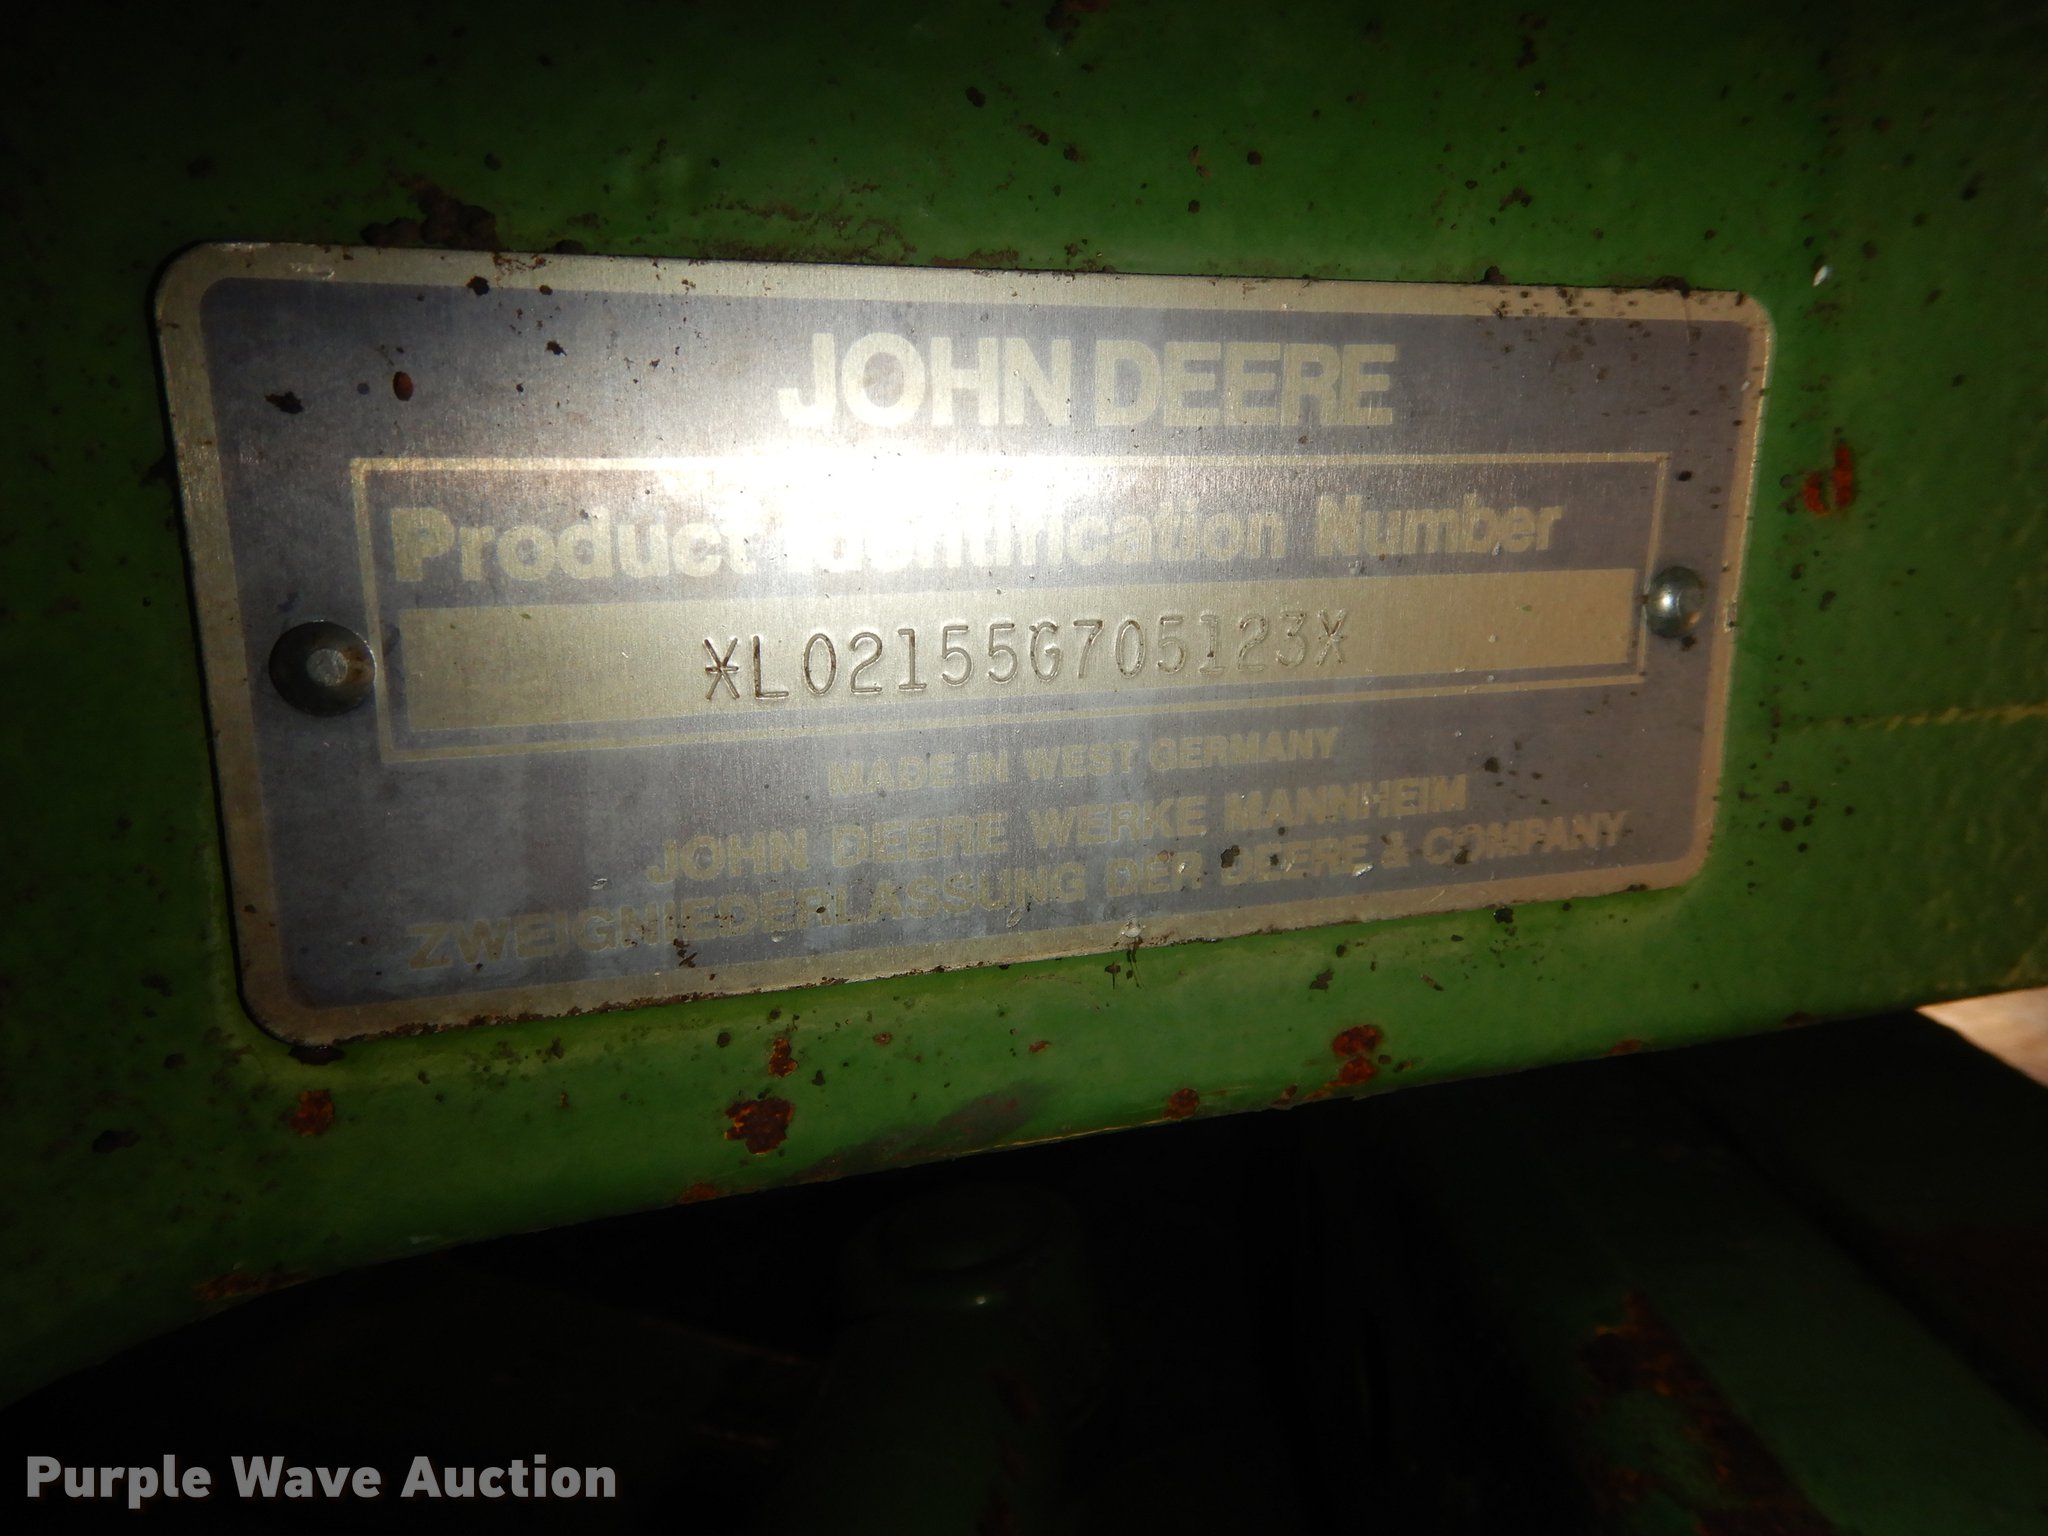 JOHN DEERE
Product Identification Number
*L02155G705123*
MADE IN WEST GERMANY
JOHN DEERE WERKE MANNHEIM
ZWEIGNIEDERLASSUNG DER DEERE & COMPANY
Purple Wave Auction